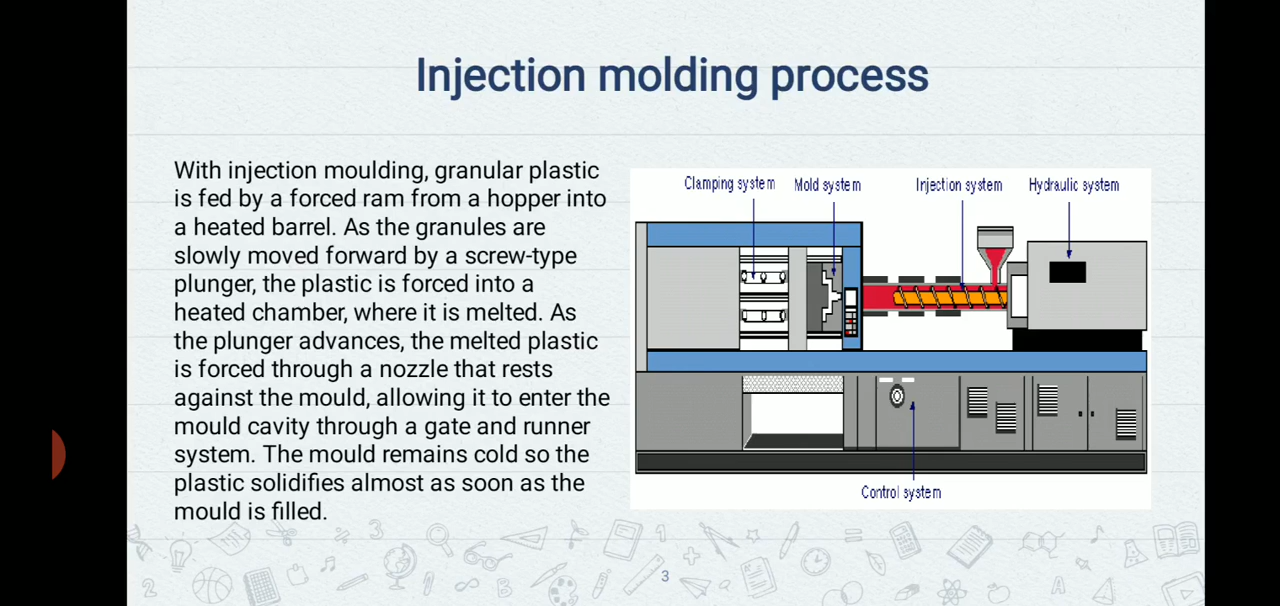 Injection molding process
With injection moulding, granular plastic
is fed by a forced ram from a hopper into
a heated barrel. As the granules are
slowly moved forward by a screw-type
plunger, the plastic is forced into a
heated chamber, where it is melted. As
the plunger advances, the melted plastic
is forced through a nozzle that rests
against the mould, allowing it to enter the
mould cavity through a gate and runner
system. The mould remains cold so the
plastic solidifies almost as soon as the
mould is filled.
Clamping system
Mold system
Injection system
Hydraulic system
Control system
3